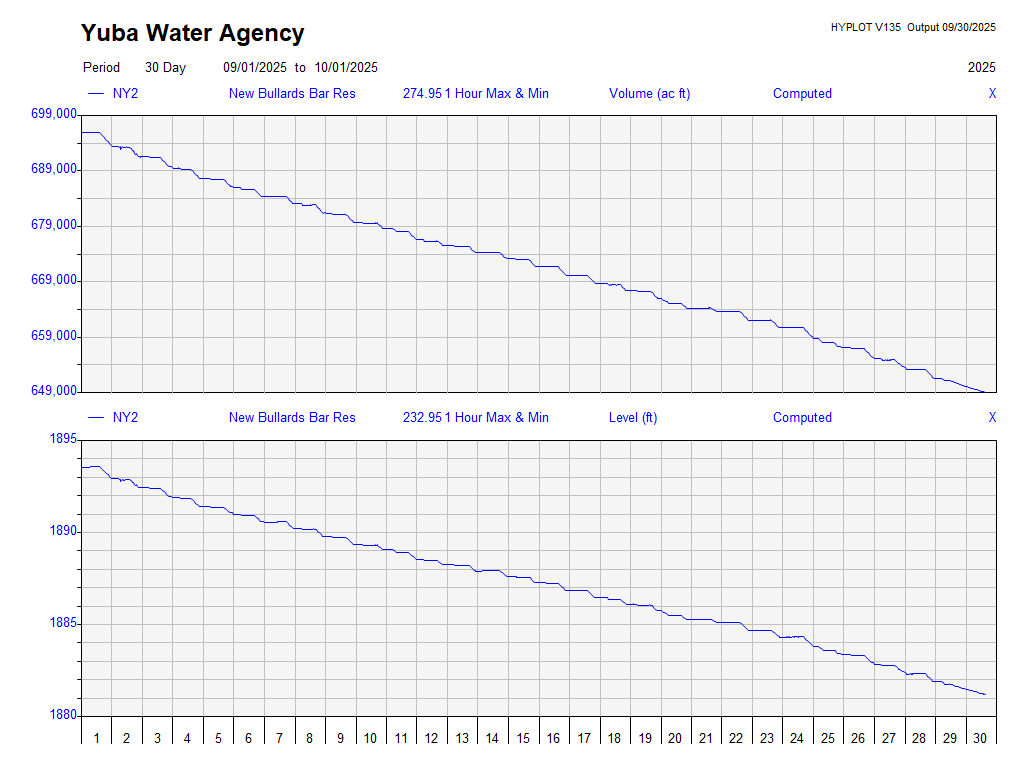 Yuba Water Agency
HYPLOT V135 Output 09/30/2025
Period 30 Day 09/01/2025 to 10/01/2025 2025
NY2 New Bullards Bar Res 274.95 1 Hour Max & Min Volume (ac ft) Computed X
699,000
689,000
679,000
669,000
659,000
649,000
NY2 New Bullards Bar Res 232.95 1 Hour Max & Min Level (ft) Computed X
1895
1890
1885
1880
1 2 3 4 5 6 7 8 9 10 11 12 13 14 15 16 17 18 19 20 21 22 23 24 25 26 27 28 29 30